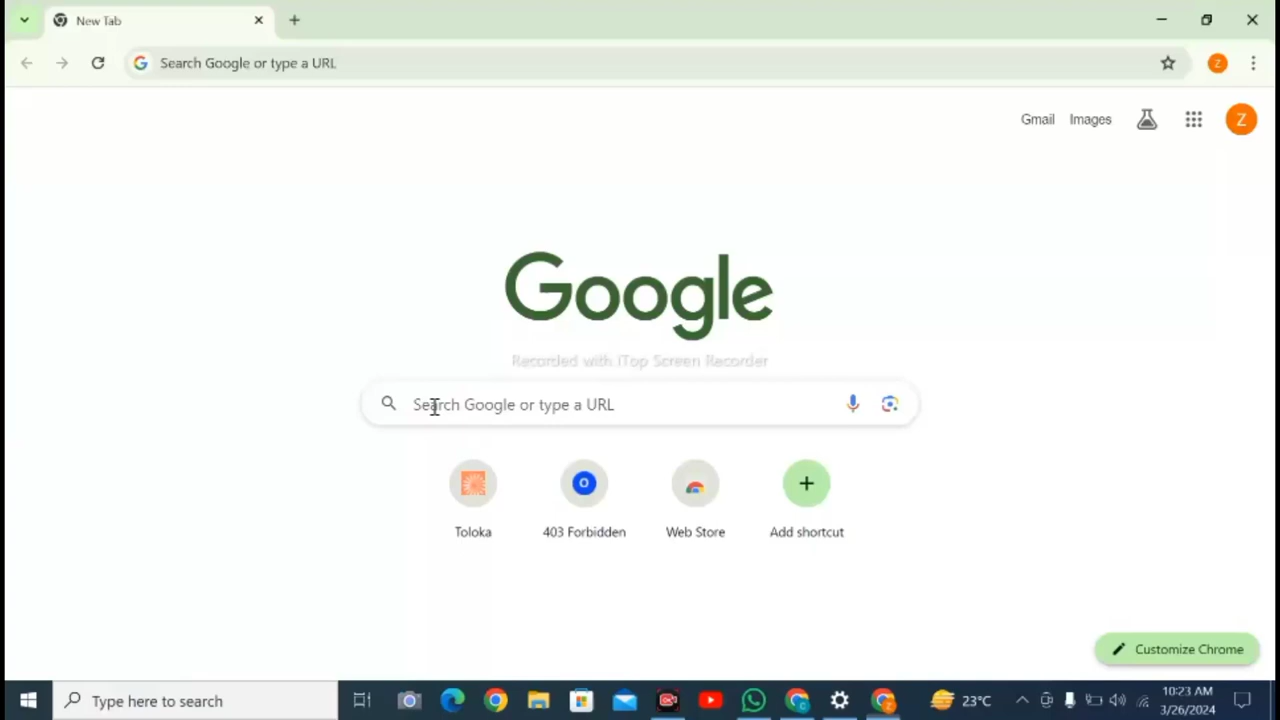 New Tab
Search Google or type a URL
Z
Gmail Images
Z
Google
Recorded with iTop Screen Recorder
Search Google or type a URL
O
Toloka 403 Forbidden Web Store Add shortcut
Customize Chrome
Type here to search
23°C
10:23 AM
3/26/2024